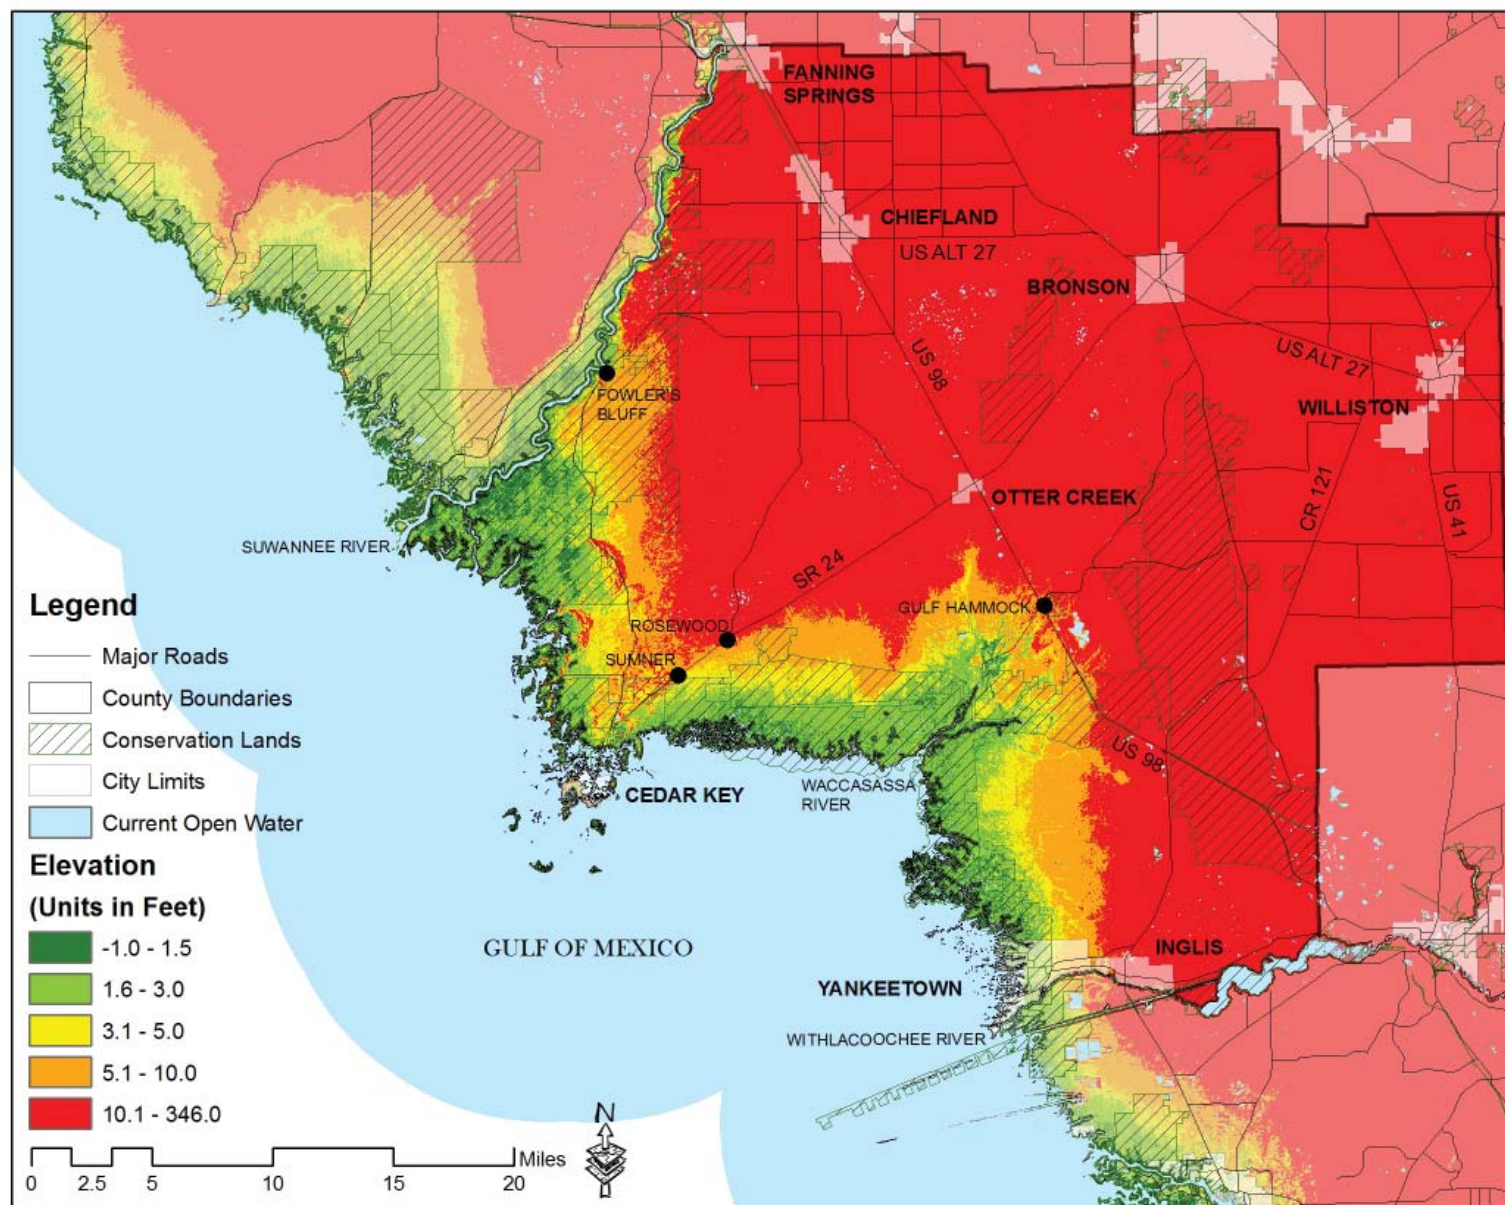 FANNING
SPRINGS
CHIEFLAND
US ALT 27
BRONSON
US 98
US ALT 27
WILLISTON
FOWLER'S
BLUFF
OTTER CREEK
CR 121
US 41
SUWANNEE RIVER
SR 24
GULF HAMMOCK
ROSEWOOD
SUMNER
US 98
CEDAR KEY
WACCASASSA
RIVER
GULF OF MEXICO
INGLIS
YANKEETOWN
WITHLACOOCHEE RIVER
Legend
Major Roads
County Boundaries
Conservation Lands
City Limits
Current Open Water
Elevation
(Units in Feet)
-1.0 - 1.5
1.6 - 3.0
3.1 - 5.0
5.1 - 10.0
10.1 - 346.0
N
Miles
0 2.5 5 10 15 20